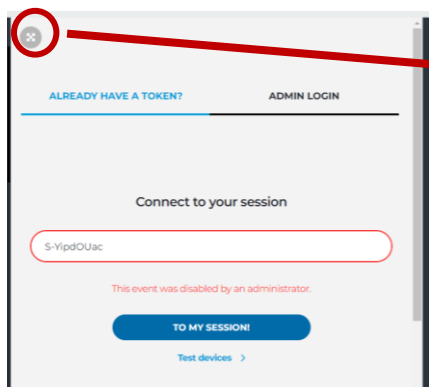 ALREADY HAVE A TOKEN? ADMIN LOGIN
Connect to your session
S-YipdOUac
This event was disabled by an administrator.
TO MY SESSION!
Test devices >